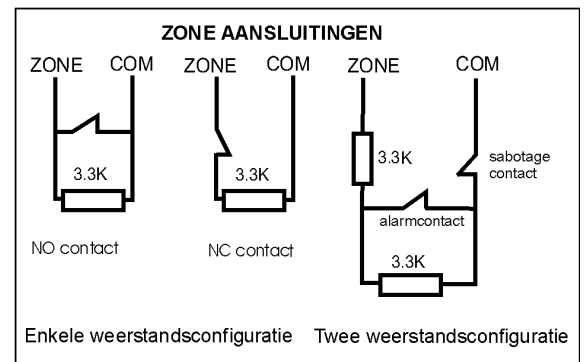 ZONE AANSLUITINGEN
ZONE COM ZONE COM ZONE COM
3.3K
sabotage
contact
3.3K 3.3K
alarmcontact
NO contact NC contact
3.3K
Enkele weerstandsconfiguratie Twee weerstandsconfiguratie